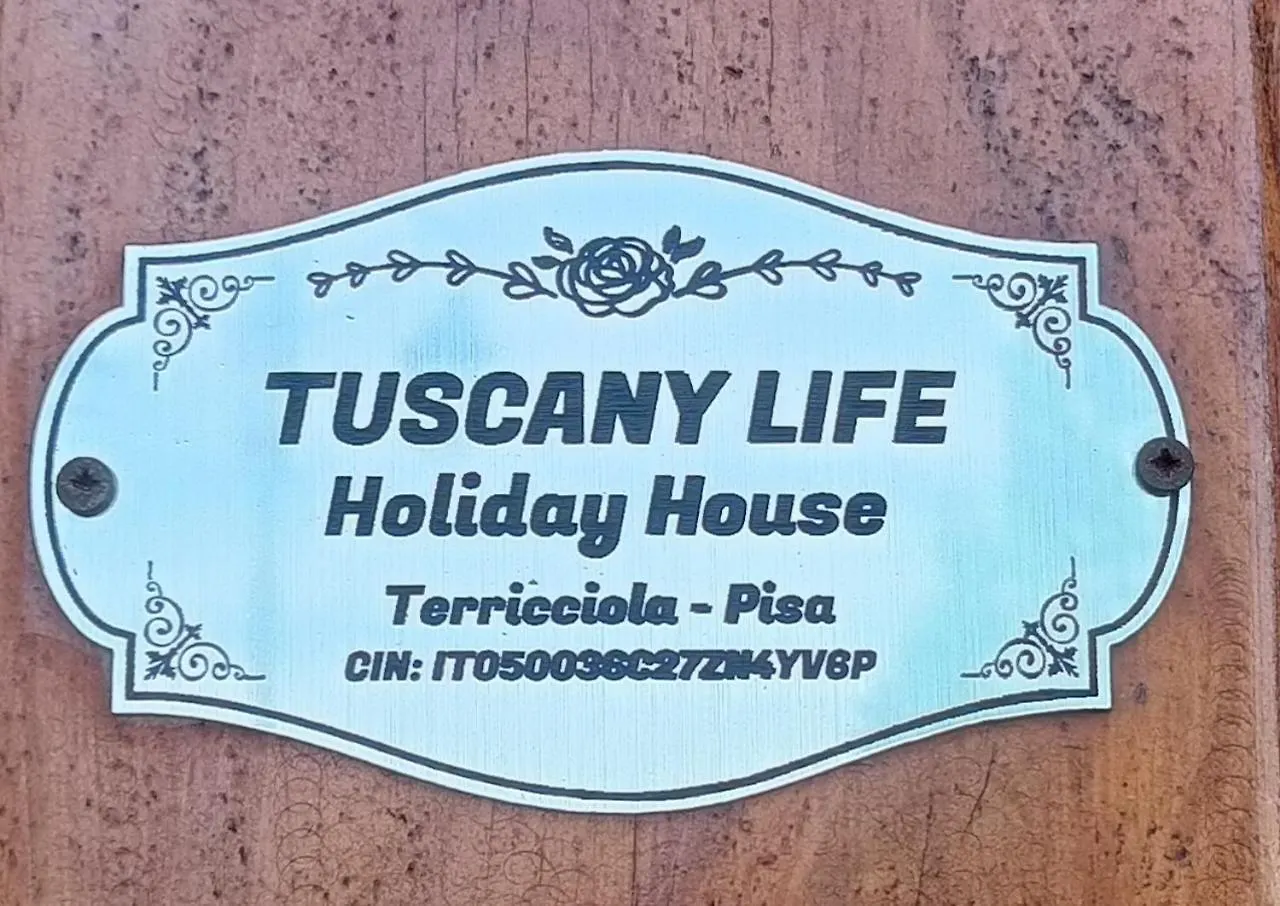 TUSCANY LIFE
Holiday House
Terricciola - Pisa
CIN: IT050036C27ZN4YV6P